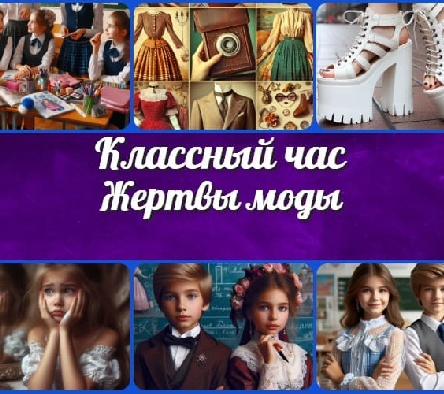 Классный час
Жертвы моды